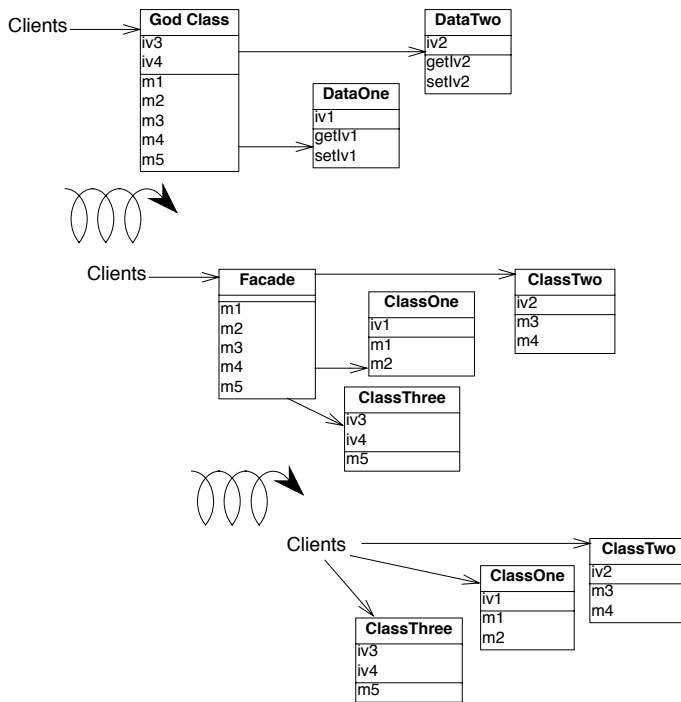 Clients
God Class
iv3
iv4
m1
m2
m3
m4
m5
DataTwo
iv2
getIv2
setIv2
DataOne
iv1
getIv1
setIv1
Clients
Facade
m1
m2
m3
m4
m5
ClassTwo
iv2
m3
m4
ClassOne
iv1
m1
m2
ClassThree
iv3
iv4
m5
Clients
ClassTwo
iv2
m3
m4
ClassOne
iv1
m1
m2
ClassThree
iv3
iv4
m5